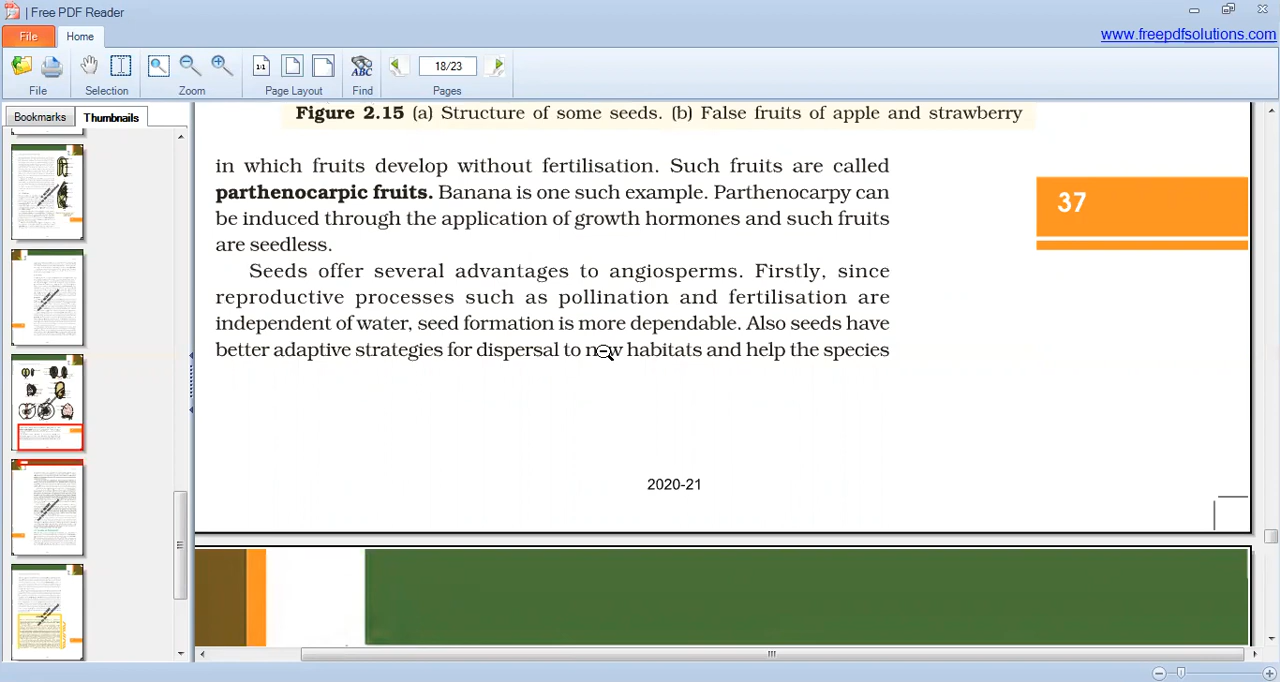 | Free PDF Reader
File
Home
www.freepdfsolutions.com
1:1
ABC
18/23
File
Selection
Zoom
Page Layout
Find
Pages
Bookmarks
Thumbnails
Figure 2.15 (a) Structure of some seeds. (b) False fruits of apple and strawberry
in which fruits develop without fertilisation. Such fruits are called
parthenocarpic fruits. Banana is one such example. Parthenocarpy can
be induced through the application of growth hormones and such fruits
are seedless.
Seeds offer several advantages to angiosperms. Firstly, since
reproductive processes such as pollination and fertilisation are
independent of water, seed formation is more dependable. Also seeds have
better adaptive strategies for dispersal to new habitats and help the species
37
2020-21